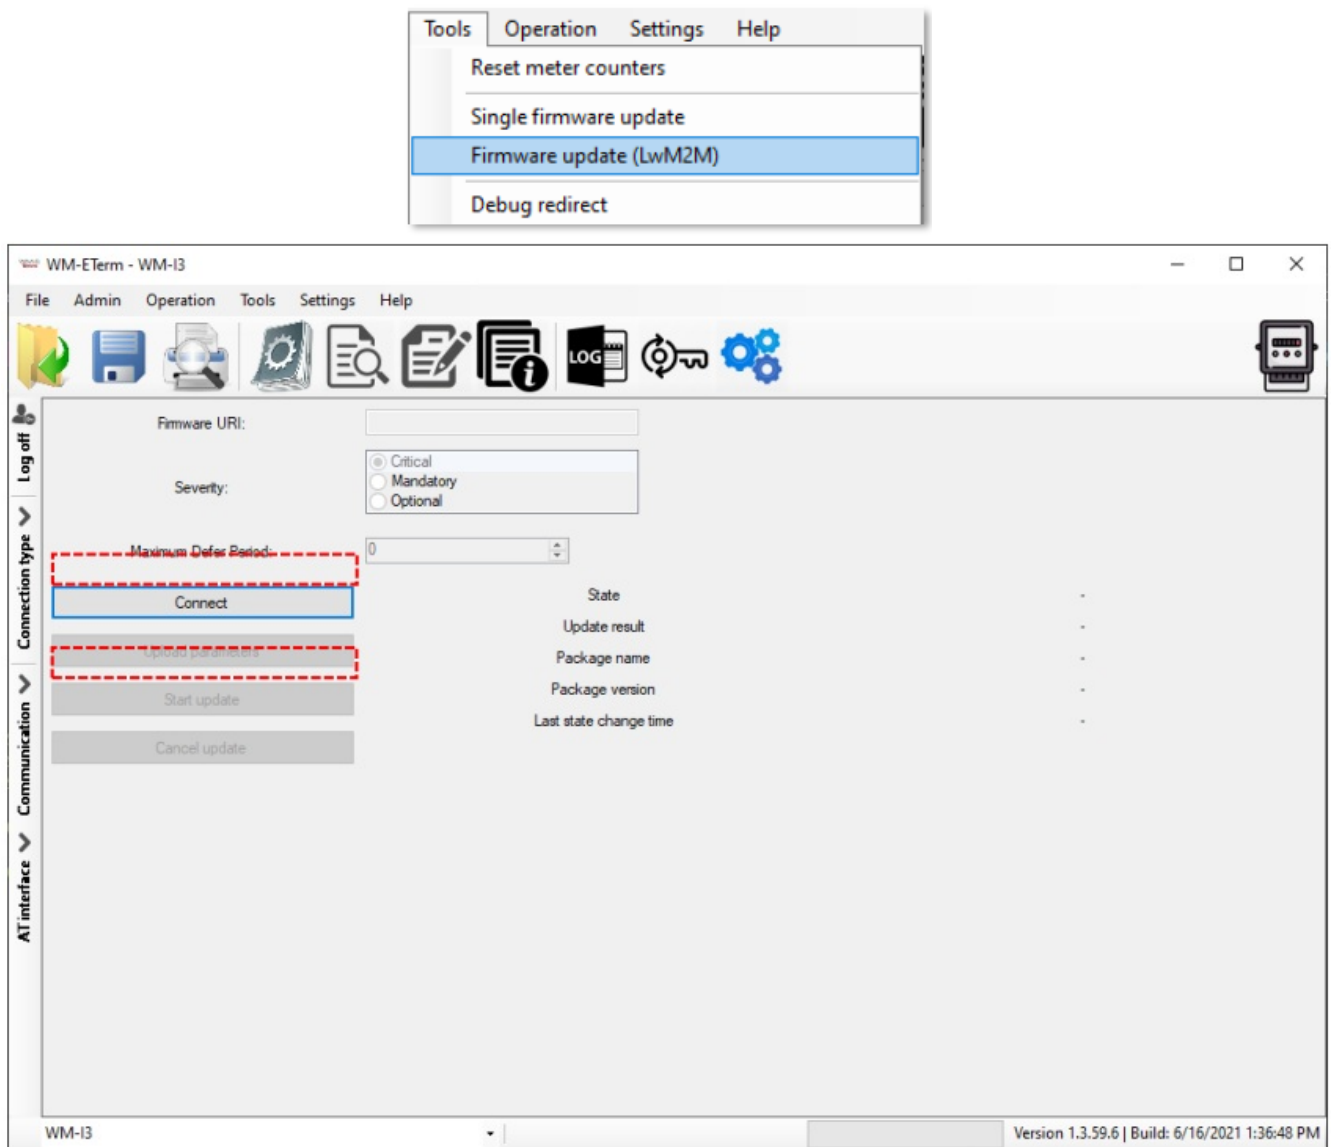 Tools Operation Settings Help
Reset meter counters
Single firmware update
Firmware update (LwM2M)
Debug redirect
WM-ETerm - WM-I3
File Admin Operation Tools Settings Help
LOG
Log off
Connection type
Communication
AT interface
Firmware URI:
Severity:
Critical
Mandatory
Optional
Maximum Defer Period:
0
Connect
Upload parameters
Start update
Cancel update
State -
Update result -
Package name -
Package version -
Last state change time -
WM-I3
Version 1.3.59.6 | Build: 6/16/2021 1:36:48 PM